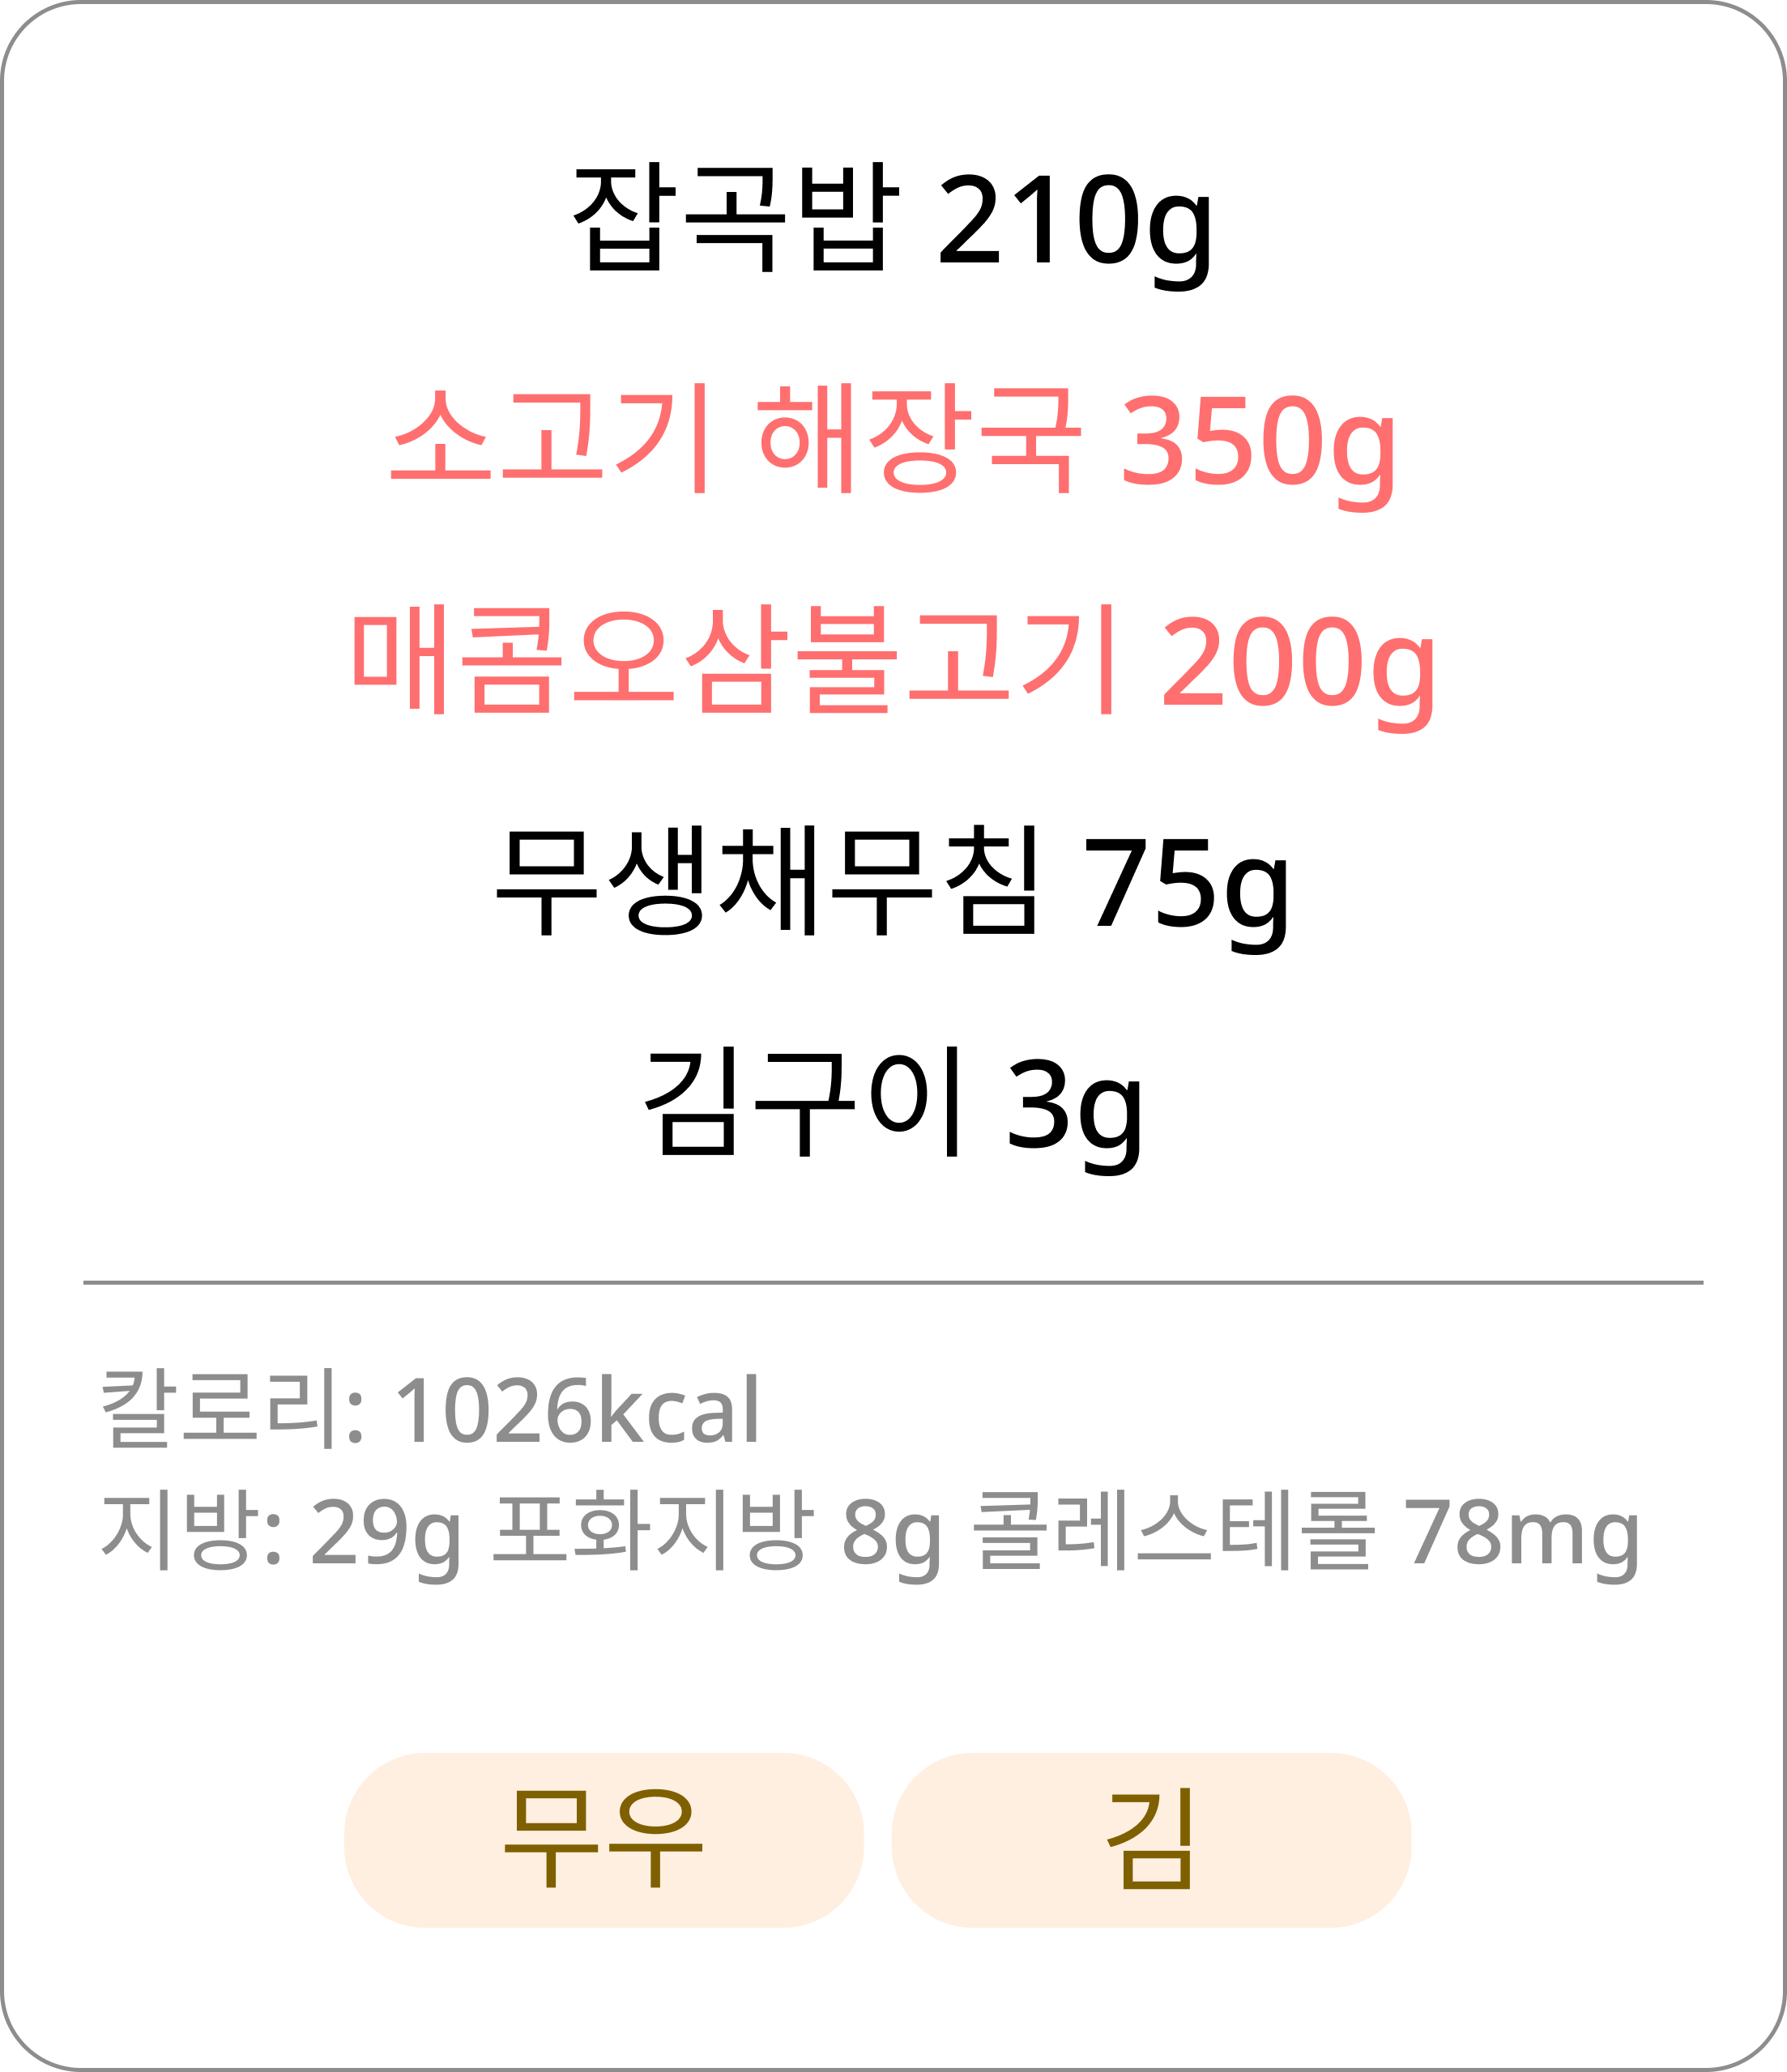 잡곡밥 210g
소고기 해장국 350g
매콤오삼불고기 200g
무생채무침 75g
김구이 3g
칼로리: 1026kcal
지방: 29g 포화지방 8g 콜레스테롤 78mg
무우
김